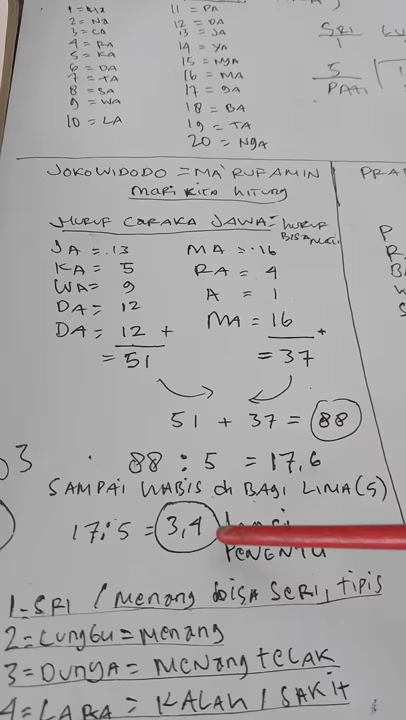 1 = HA
2 = NA
3 = CA
4 = RA
5 = KA
6 = DA
7 = TA
8 = SA
9 = WA
10 = LA
11 = PA
12 = DA
13 = JA
14 = YA
15 = NYA
16 = MA
17 = GA
18 = BA
19 = TA
20 = NGA
SRI
1
5
PATI
JOKOWIDODO = MA'RUFAMIN
Mari Kita hitung
HURUF CARAKA JAWA = huruf
JA = 13
KA = 5
WA = 9
DA = 12
DA = 12 +
= 51
MA = 16
RA = 4
A = 1
MA = 16 +
= 37
51 + 37 = 88
88 : 5 = 17,6
SAMPAI HABIS di BAGI LIMA (5)
17 : 5 = 3,4
PENENTU
1 = SRI / Menang bisa SERI, tipis
2 = LUNGGU = Menang
3 = DUNYA = MENANG telAK
4 = LARA = KALAH / SAKIT
PRA
P
R
B
W
S
03